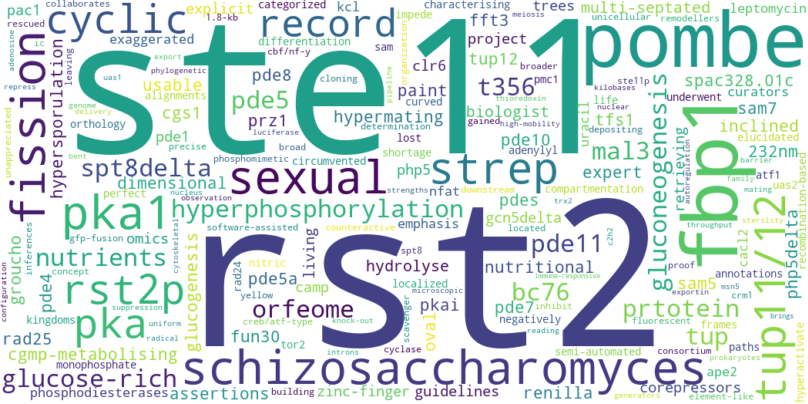 pac1
collaborates
1.8-kb
categorized
kcl
trees
multi-septated
unicellular
leptomycin
rescued
cyclic
explicit
record
impede
characterising
meiosis
remodellers
adenosine
ic
exaggerated
cbf/nf-y
sam
fft3
broader
project
pombe
export
ste11
differentiation
cloning
tup12
pmc1
clr6
ste11p
kilobases
repress
leaving
phylogenetic
uas1
usable
pde8
t356
organization
thioredoxin
nuclear
spac328.01c
fission
genome
delivery
alignments
pde5
paint
high-mobility
biologist
life
curators
underwent
hypersporulation
orthology
cgs1
luciferase
prz1
curved
gained
pipeline
pde10
adenylyl
uracil
depositing
sam7
tfs1
elucidated
unappreciated
precise
pde1
determination
broad
lost
hypermating
gluconeogenesis
retrieving
bent
phosphomimetic
circumvented
shortage
php5
mal3
inclined
232nm
spt8delta
sexual
strep
expert
barrier
family
atf1
fbp1
tup11/12
dimensional
perfect
nucleus
observation
nfat
strengths
downstream
compartmentation
autoregulation
mating
uas2
recombination-based
pka1
hyperphosphorylation
pdes
gcn5delta
trx2
sterility
groucho
omics
inferences
software-assisted
counteractive
emphasis
spt8
located
c2h2
throughput
nutrients
concept
cytoskeletal
gfp-fusion
glucogenesis
rad24
nitric
living
localized
hydrolyse
pde11
nutritional
immune-responsive
proof
cacl2
php5delta
configuration
rst2p
pde4
suppression
pde5a
yellow
camp
rst2
microscopic
bc76
sam5
exportin
annotations
kingdoms
pka
uniform
radical
creb/atf-type
knock-out
scavenger
pkai
pde7
inhibit
prtotein
fluorescent
msn5
crm1
hyperactivate
rad25
fun30
tor2
orfeome
oval
negatively
reading
tup
frames
paths
brings
cgmp-metabolising
introns
cyclase
semi-automated
consortium
prokaryotes
monophosphate
schizosaccharomyces
ape2
element-like
glucose-rich
phosphodiesterases
assertions
building
zinc-finger
guidelines
renilla
generators
corepressors